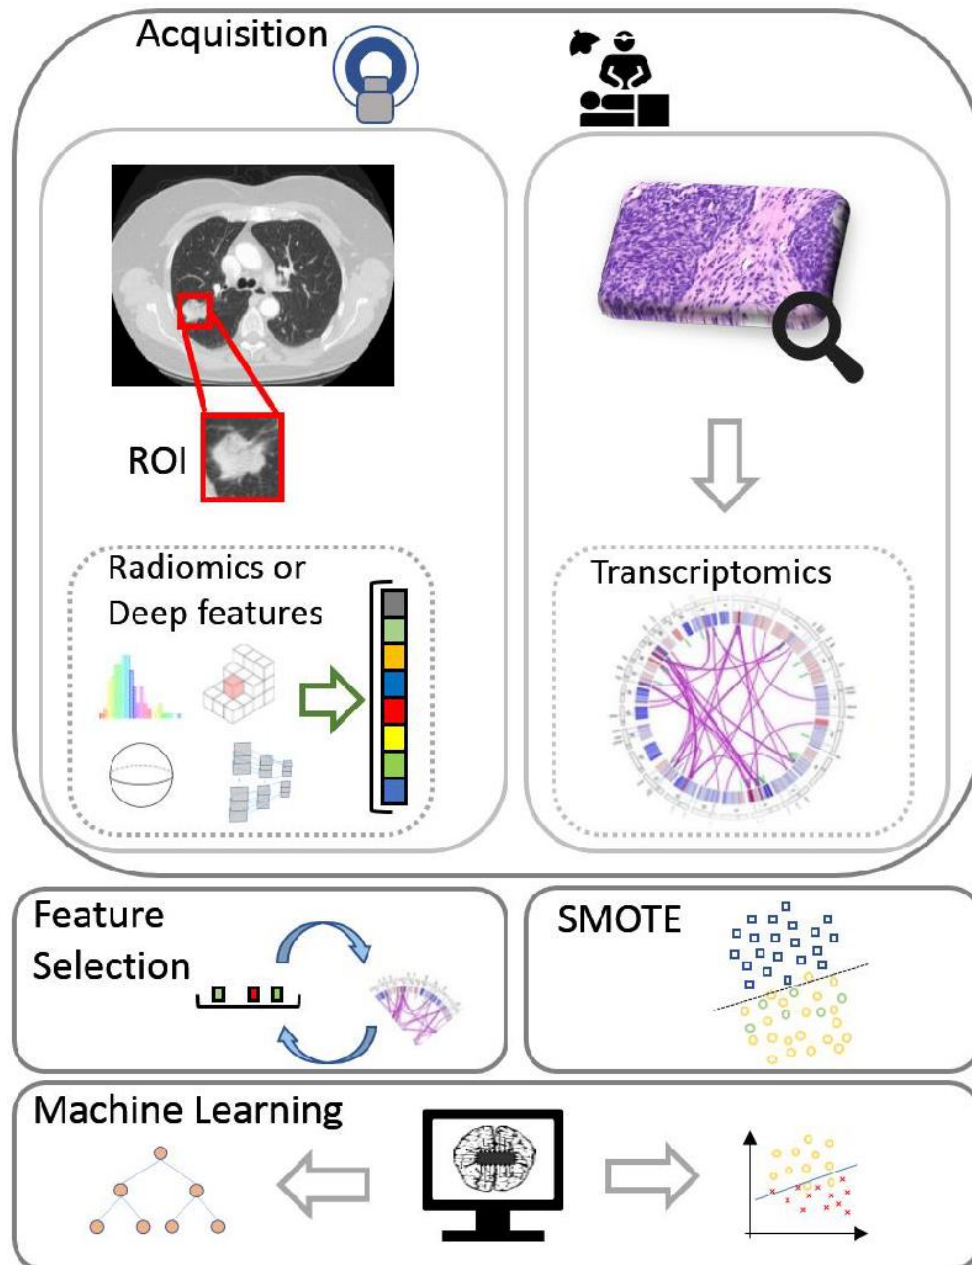 Acquisition
ROI
Radiomics or
Deep features
Transcriptomics
Feature
Selection
SMOTE
Machine Learning